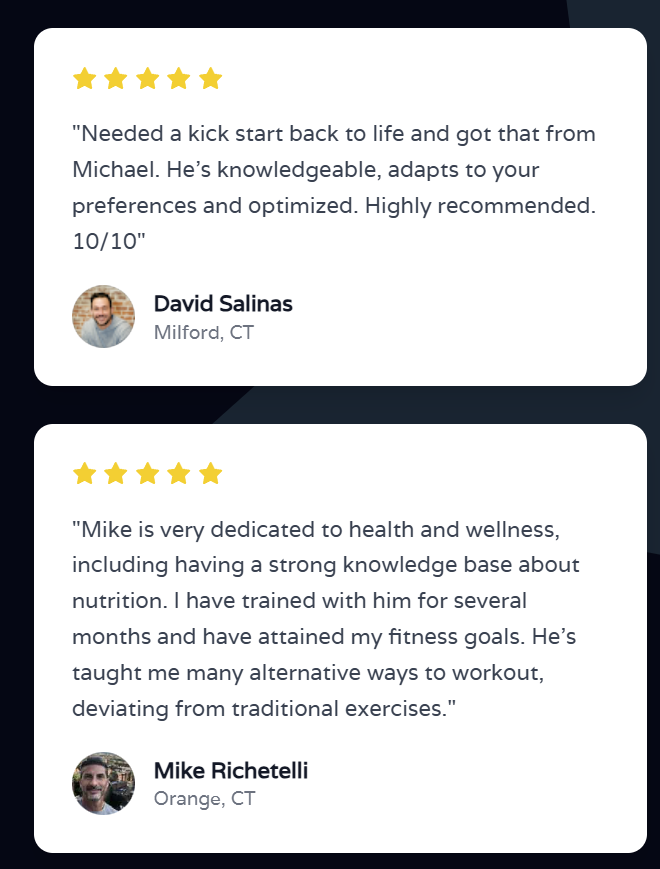 "Needed a kick start back to life and got that from
Michael. He’s knowledgeable, adapts to your
preferences and optimized. Highly recommended.
10/10"
David Salinas
Milford, CT
"Mike is very dedicated to health and wellness,
including having a strong knowledge base about
nutrition. I have trained with him for several
months and have attained my fitness goals. He’s
taught me many alternative ways to workout,
deviating from traditional exercises."
Mike Richetelli
Orange, CT